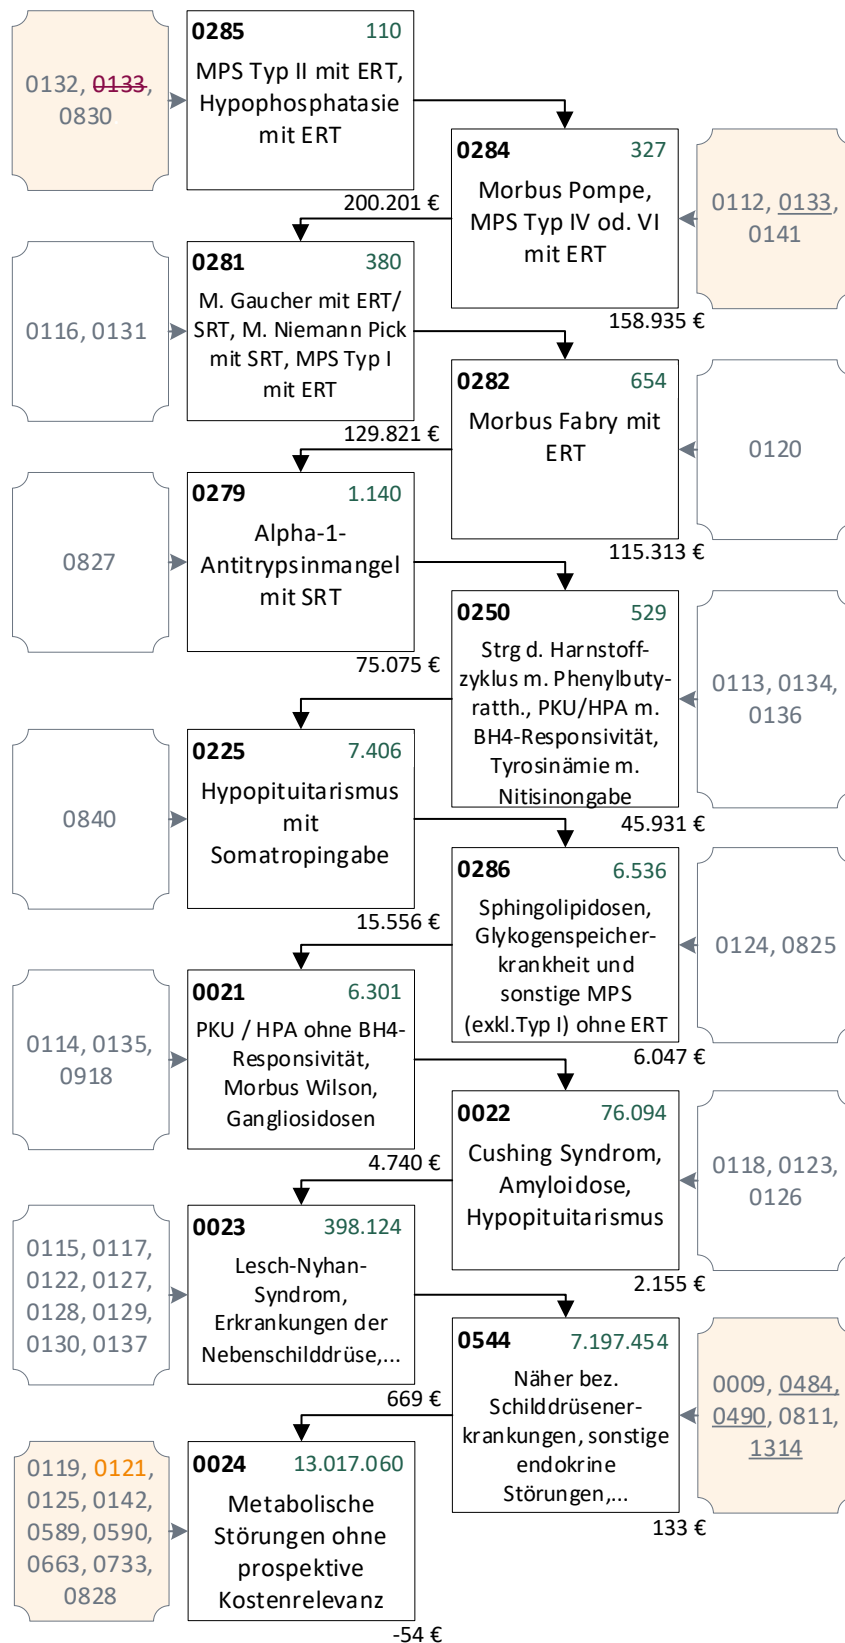 0285 110
MPS Typ II mit ERT,
Hypophosphatasie
mit ERT
0132, 0133,
0830
200.201 €
0284 327
Morbus Pompe,
MPS Typ IV od. VI
mit ERT
0112, 0133,
0141
158.935 €
0281 380
M. Gaucher mit ERT/
SRT, M. Niemann Pick
mit SRT, MPS Typ I
mit ERT
0116, 0131
129.821 €
0282 654
Morbus Fabry mit
ERT
0120
115.313 €
0279 1.140
Alpha-1-
Antitrypsinmangel
mit SRT
0827
75.075 €
0250 529
Strg d. Harnstoff-
zyklus m. Phenylbuty-
ratth., PKU/HPA m.
BH4-Responsivität,
Tyrosinämie m.
Nitisinongabe
0113, 0134,
0136
45.931 €
0225 7.406
Hypopituitarismus
mit
Somatropingabe
0840
15.556 €
0286 6.536
Sphingolipidosen,
Glykogenspeicher-
krankheit und
sonstige MPS
(exkl.Typ I) ohne ERT
0124, 0825
6.047 €
0021 6.301
PKU / HPA ohne BH4-
Responsivität,
Morbus Wilson,
Gangliosidosen
0114, 0135,
0918
4.740 €
0022 76.094
Cushing Syndrom,
Amyloidose,
Hypopituitarismus
0118, 0123,
0126
2.155 €
0023 398.124
Lesch-Nyhan-
Syndrom,
Erkrankungen der
Nebenschilddrüse,...
0115, 0117,
0122, 0127,
0128, 0129,
0130, 0137
669 €
0544 7.197.454
Näher bez.
Schilddrüsener-
krankungen, sonstige
endokrine
Störungen,...
0009, 0484,
0490, 0811,
1314
133 €
0024 13.017.060
Metabolische
Störungen ohne
prospektive
Kostenrelevanz
0119, 0121,
0125, 0142,
0589, 0590,
0663, 0733,
0828
-54 €